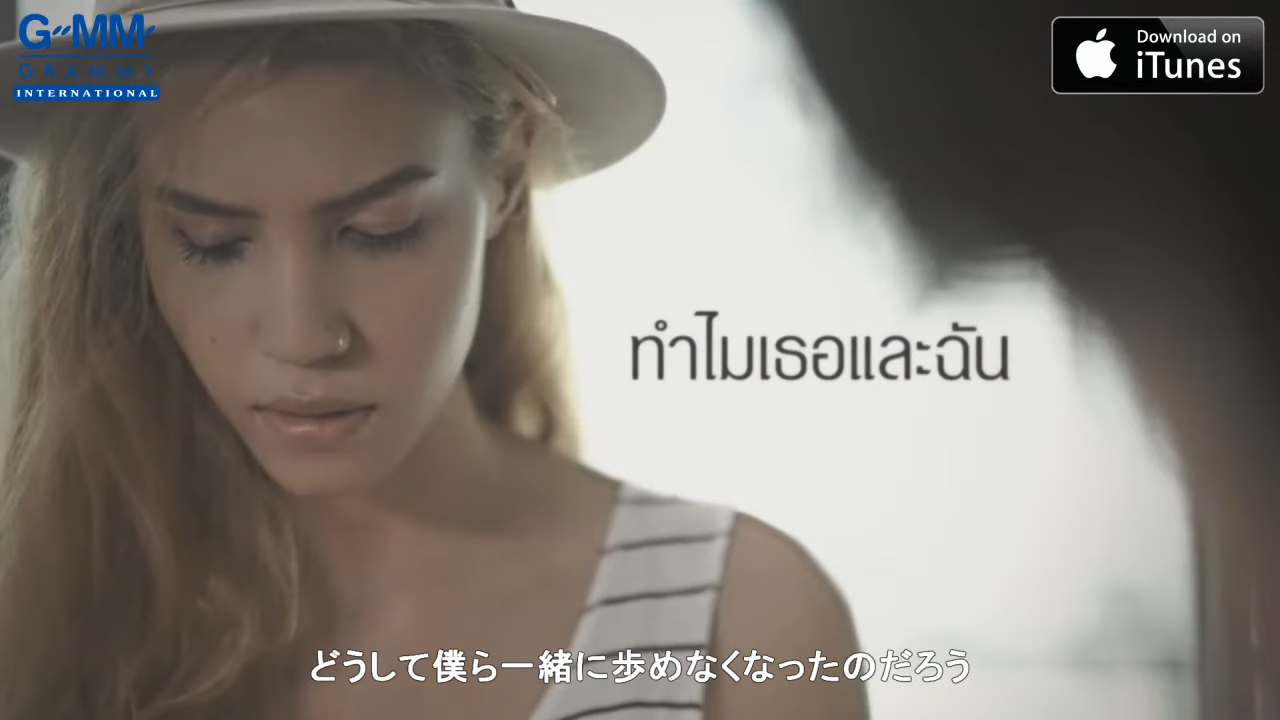 GMM
GRAMMY
INTERNATIONAL
Download on
iTunes
ทำไมเธอและฉัน
どうして僕ら一緒に歩めなくなったのだろう